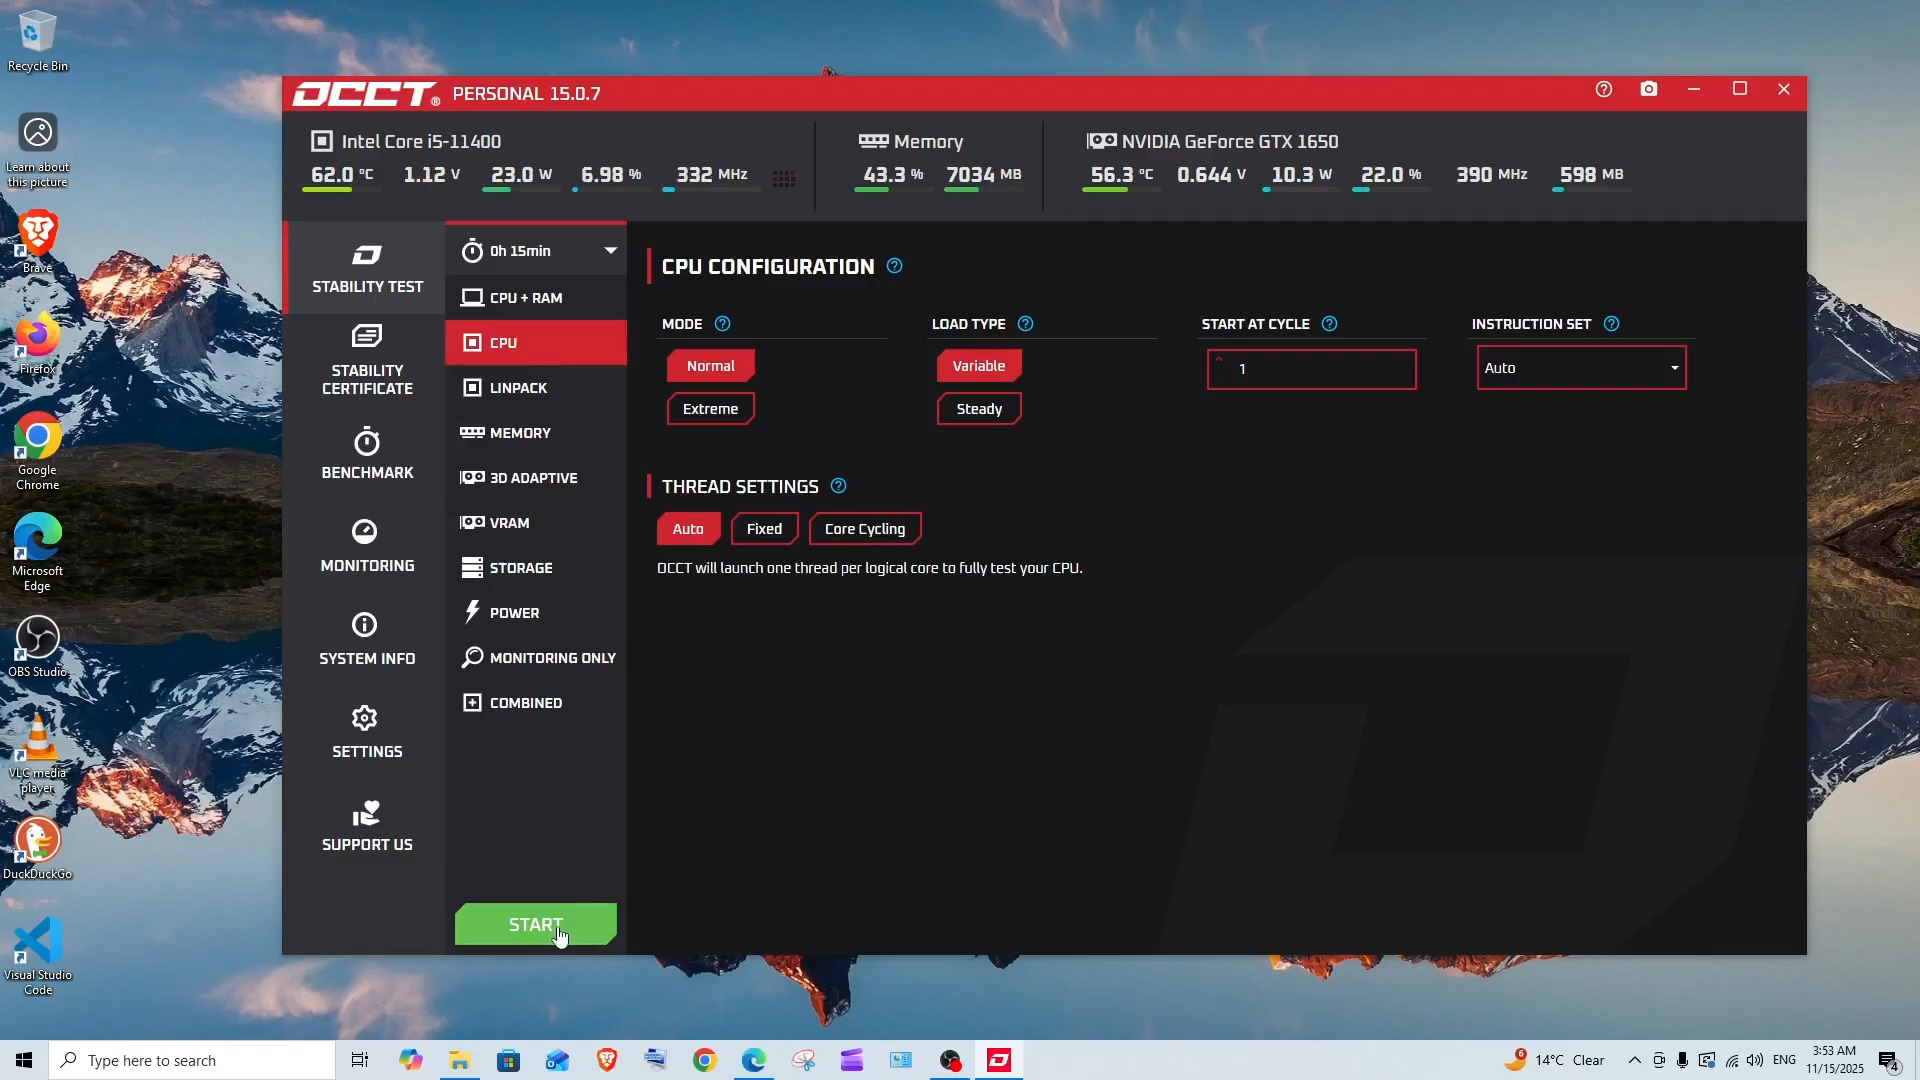 Recycle Bin
Learn about
this picture
Brave
Firefox
Google
Chrome
Microsoft
Edge
OBS Studio
VLC media
player
DuckDuckGo
Visual Studio
Code
OCCT® PERSONAL 15.0.7
Intel Core i5-11400
62.0 °C 1.12 V 23.0 W 6.98 % 332 MHz
Memory
43.3 % 7034 MB
NVIDIA GeForce GTX 1650
56.3 °C 0.644 V 10.3 W 22.0 % 390 MHz 598 MB
STABILITY TEST
STABILITY
CERTIFICATE
BENCHMARK
MONITORING
SYSTEM INFO
SETTINGS
SUPPORT US
0h 15min
CPU + RAM
CPU
LINPACK
MEMORY
3D ADAPTIVE
VRAM
STORAGE
POWER
MONITORING ONLY
COMBINED
START
CPU CONFIGURATION
MODE
Normal
Extreme
LOAD TYPE
Variable
Steady
START AT CYCLE
1
INSTRUCTION SET
Auto
THREAD SETTINGS
Auto Fixed Core Cycling
OCCT will launch one thread per logical core to fully test your CPU.
Type here to search
6
14°C Clear
ENG
3:53 AM
11/15/2025
4